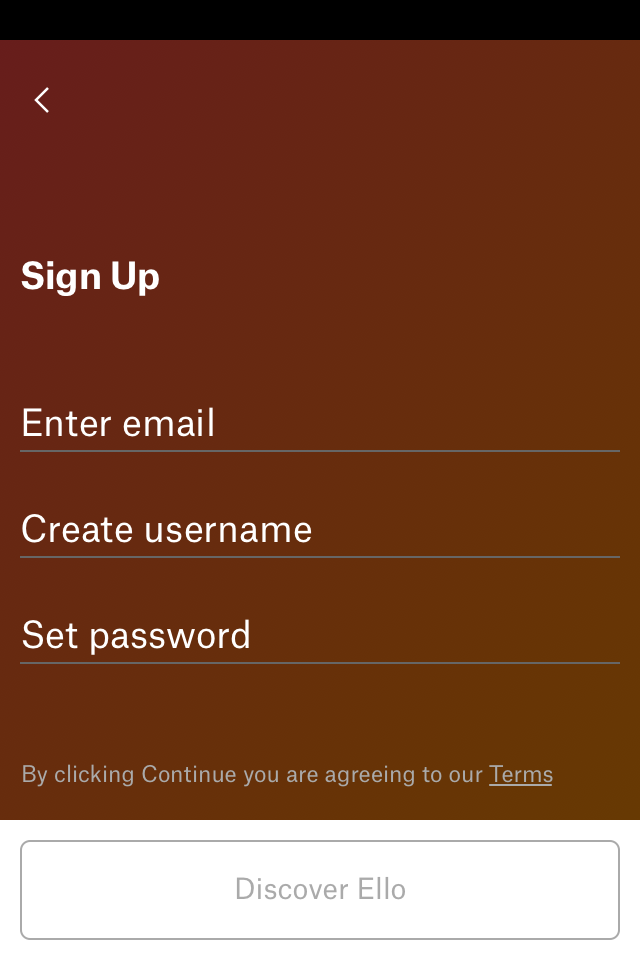 Sign Up
Enter email
Create username
Set password
By clicking Continue you are agreeing to our Terms
Discover Ello